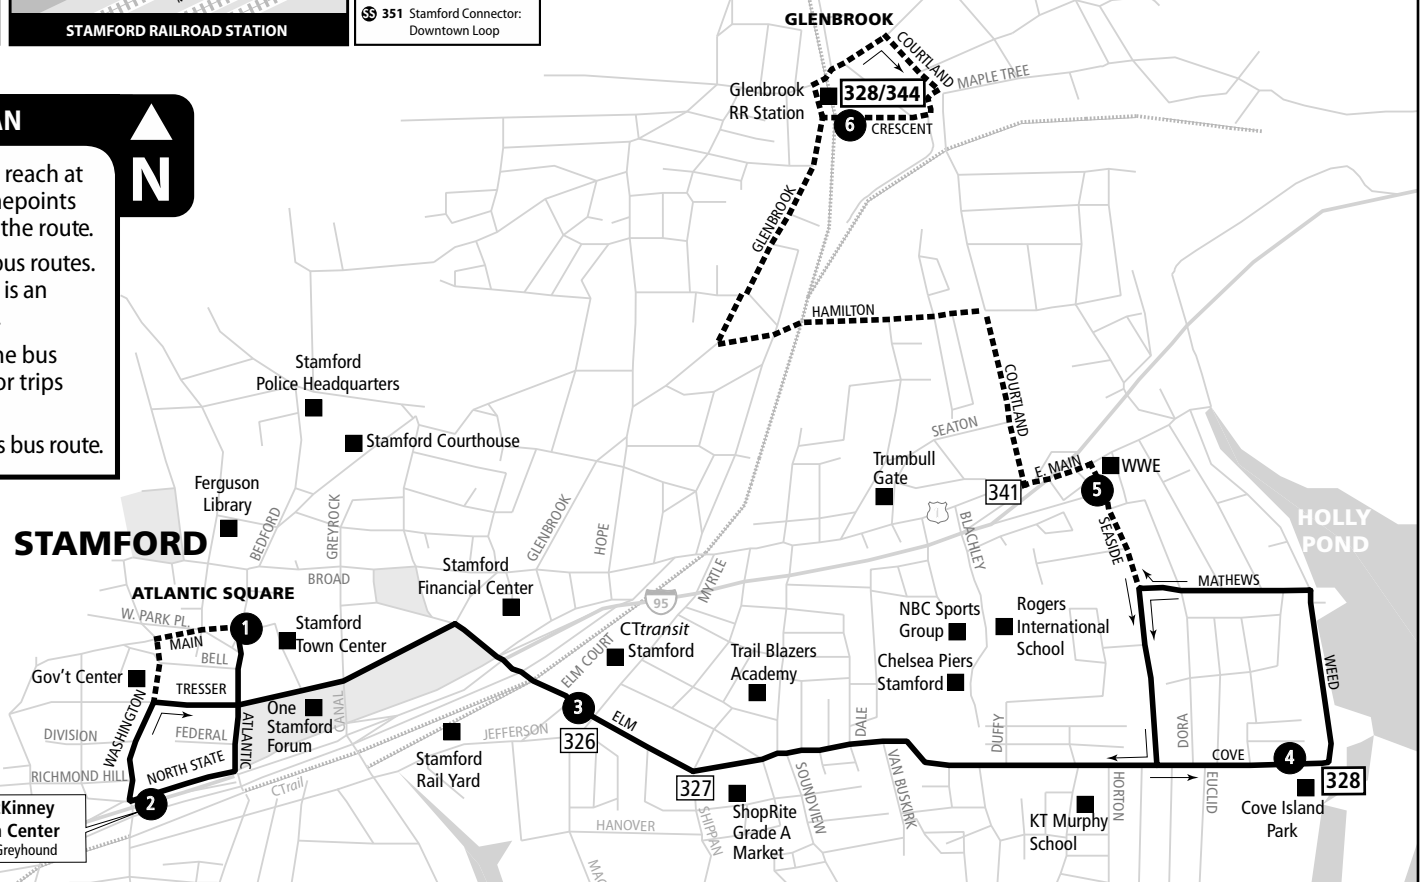 STAMFORD RAILROAD STATION
SS 351 Stamford Connector:
Downtown Loop
AN
N
reach at
nepoints
the route.
bus routes.
is an
he bus
or trips
s bus route.
GLENBROOK
COURTLAND
MAPLE TREE
Glenbrook
RR Station
328/344
6
CRESCENT
GLENBROOK
HAMILTON
COURTLAND
Stamford
Police Headquarters
Stamford Courthouse
SEATON
Trumbull
Gate
341
E. MAIN
WWE
5
1
BLACHLEY
SEASIDE
HOLLY
POND
Ferguson
Library
BEDFORD
GREYROCK
GLENBROOK
HOPE
STAMFORD
BROAD
Stamford
Financial Center
MYRTLE
95
MATHEWS
ATLANTIC SQUARE
W. PARK PL.
1
MAIN
BELL
Stamford
Town Center
CTtransit
Stamford
ELM COURT
Trail Blazers
Academy
NBC Sports
Group
Rogers
International
School
Chelsea Piers
Stamford
WEED
Gov't Center
TRESSER
WASHINGTON
One
Stamford
Forum
CANAL
ATLANTIC
DIVISION
FEDERAL
NORTH STATE
RICHMOND HILL
3
ELM
326
JEFFERSON
Stamford
Rail Yard
CTrail
DALE
DUFFY
DORA
COVE
4
328
2
Kinney
Center
Greyhound
327
ShopRite
Grade A
Market
HANOVER
SHIPPAN
SOUNDVIEW
VAN BUSKIRK
KT Murphy
School
HORTON
EUCLID
Cove Island
Park